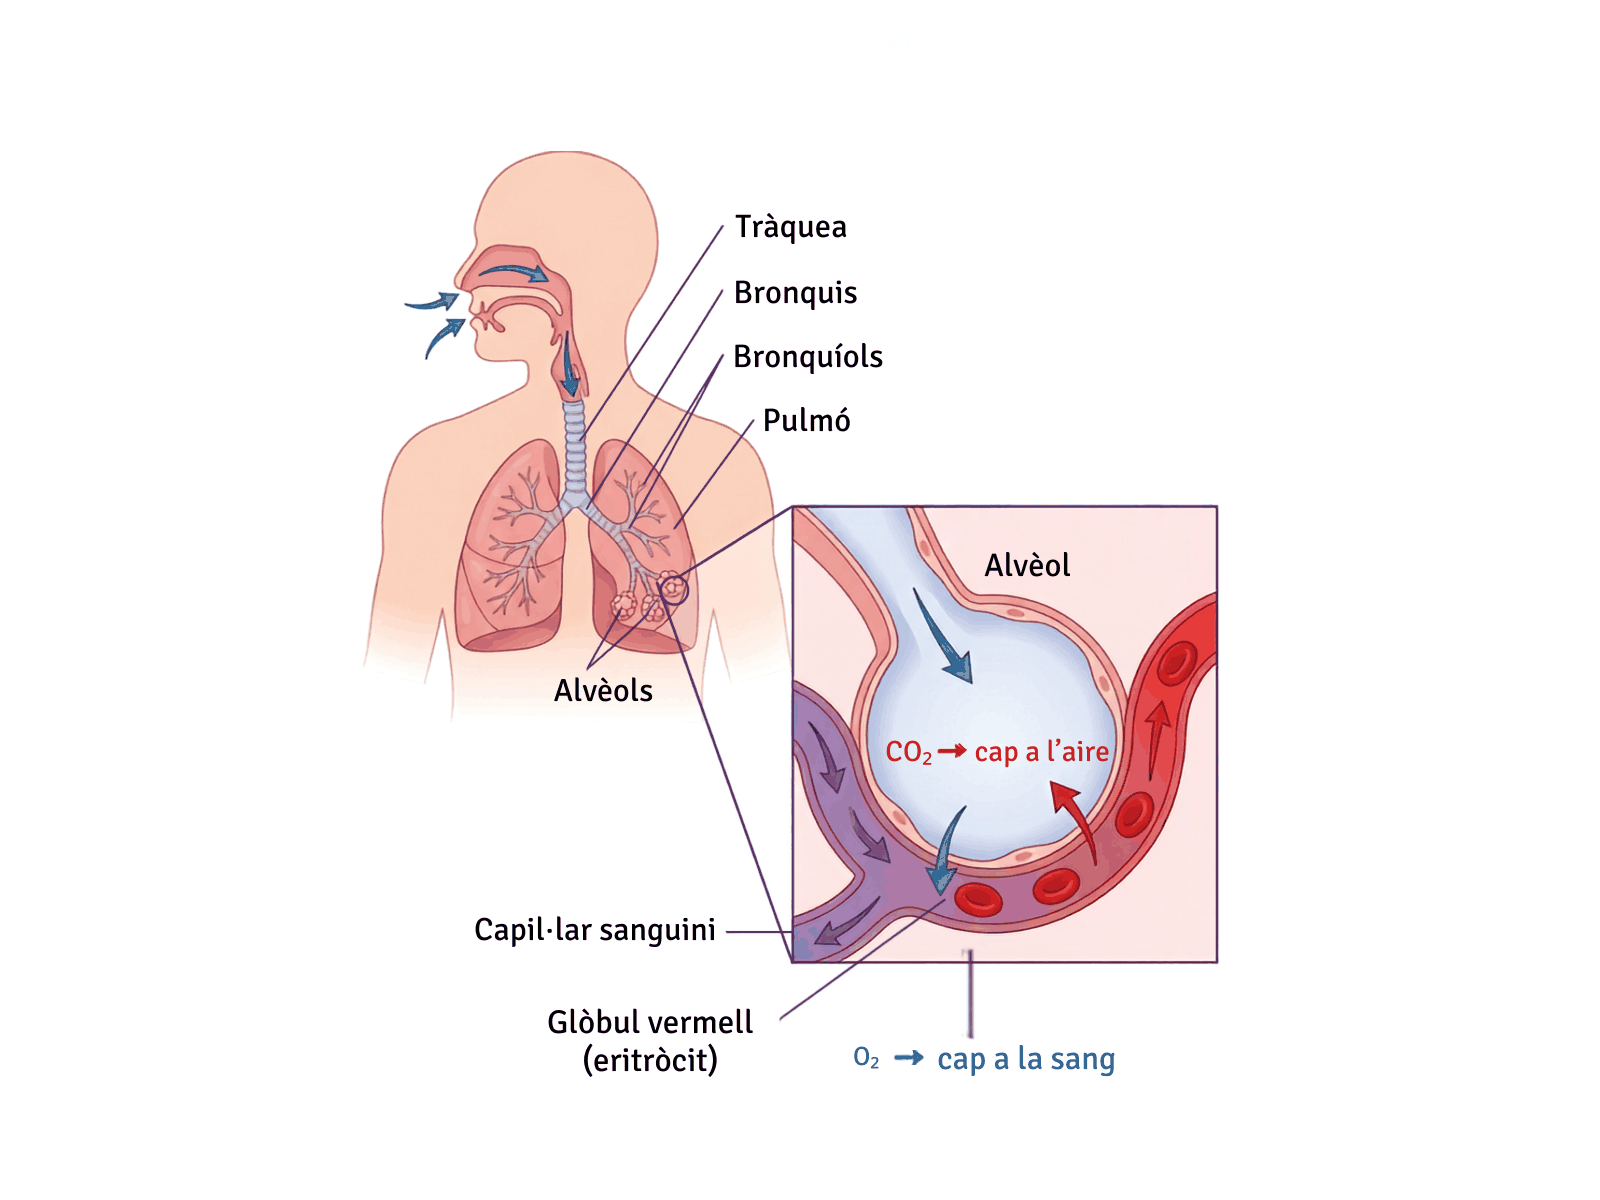 Tràquea
Bronquis
Bronquíols
Pulmó
Alvèol
Alvèols
CO₂ → cap a l’aire
Capil·lar sanguini
Glòbul vermell
(eritròcit)
O₂ → cap a la sang